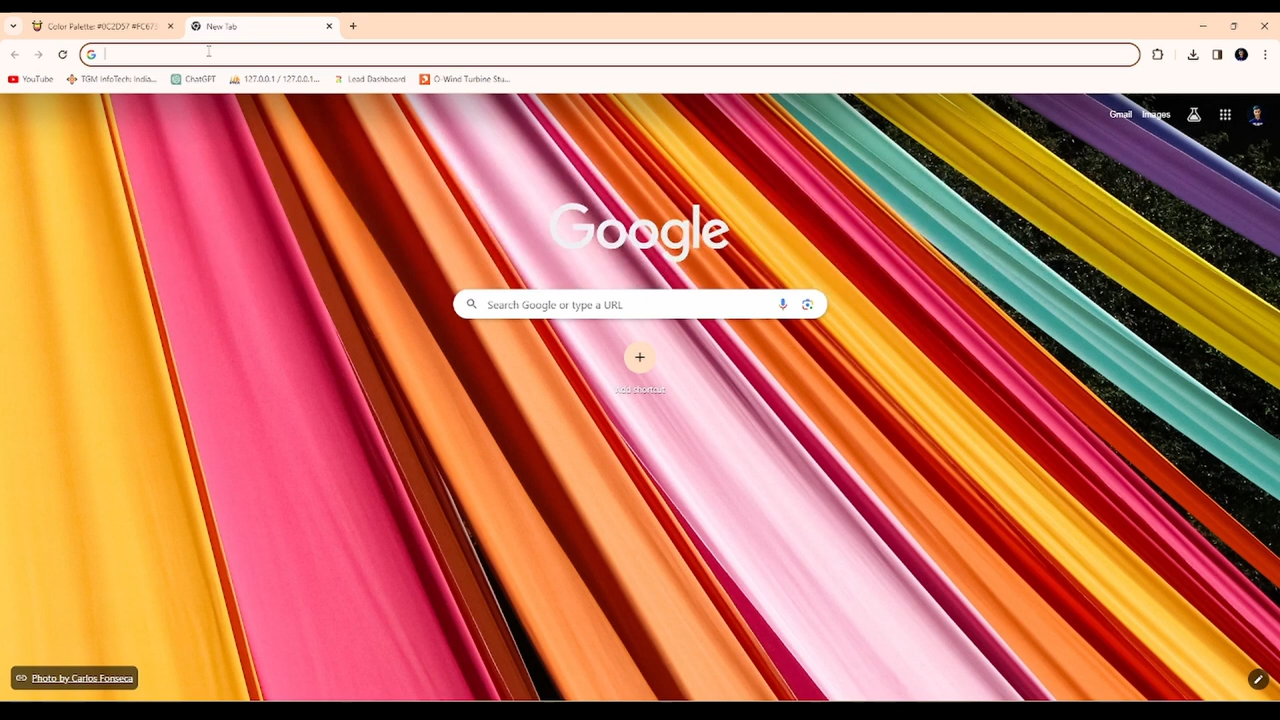 Color Palette: #0C2D57 #FC673
New Tab
YouTube
TGM InfoTech: India...
ChatGPT
127.0.0.1 / 127.0.0.1...
Lead Dashboard
O-Wind Turbine Stu...
Gmail
Images
Google
Search Google or type a URL
Add shortcut
Photo by Carlos Fonseca